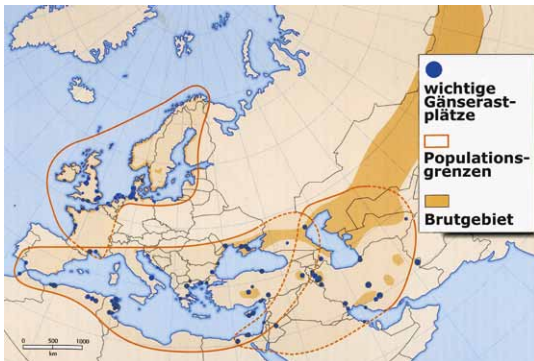 wichtige
Gänserast-
plätze
Populations-
grenzen
Brutgebiet
0 500 1000
km